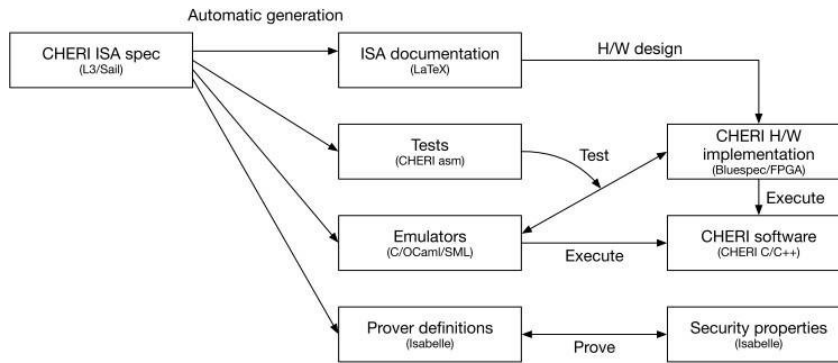 Automatic generation
CHERI ISA spec
(L3/Sail)
ISA documentation
(LaTeX)
H/W design
Tests
(CHERI asm)
Test
CHERI H/W
implementation
(Bluespec/FPGA)
Execute
Emulators
(C/OCaml/SML)
Execute
CHERI software
(CHERI C/C++)
Prover definitions
(Isabelle)
Prove
Security properties
(Isabelle)